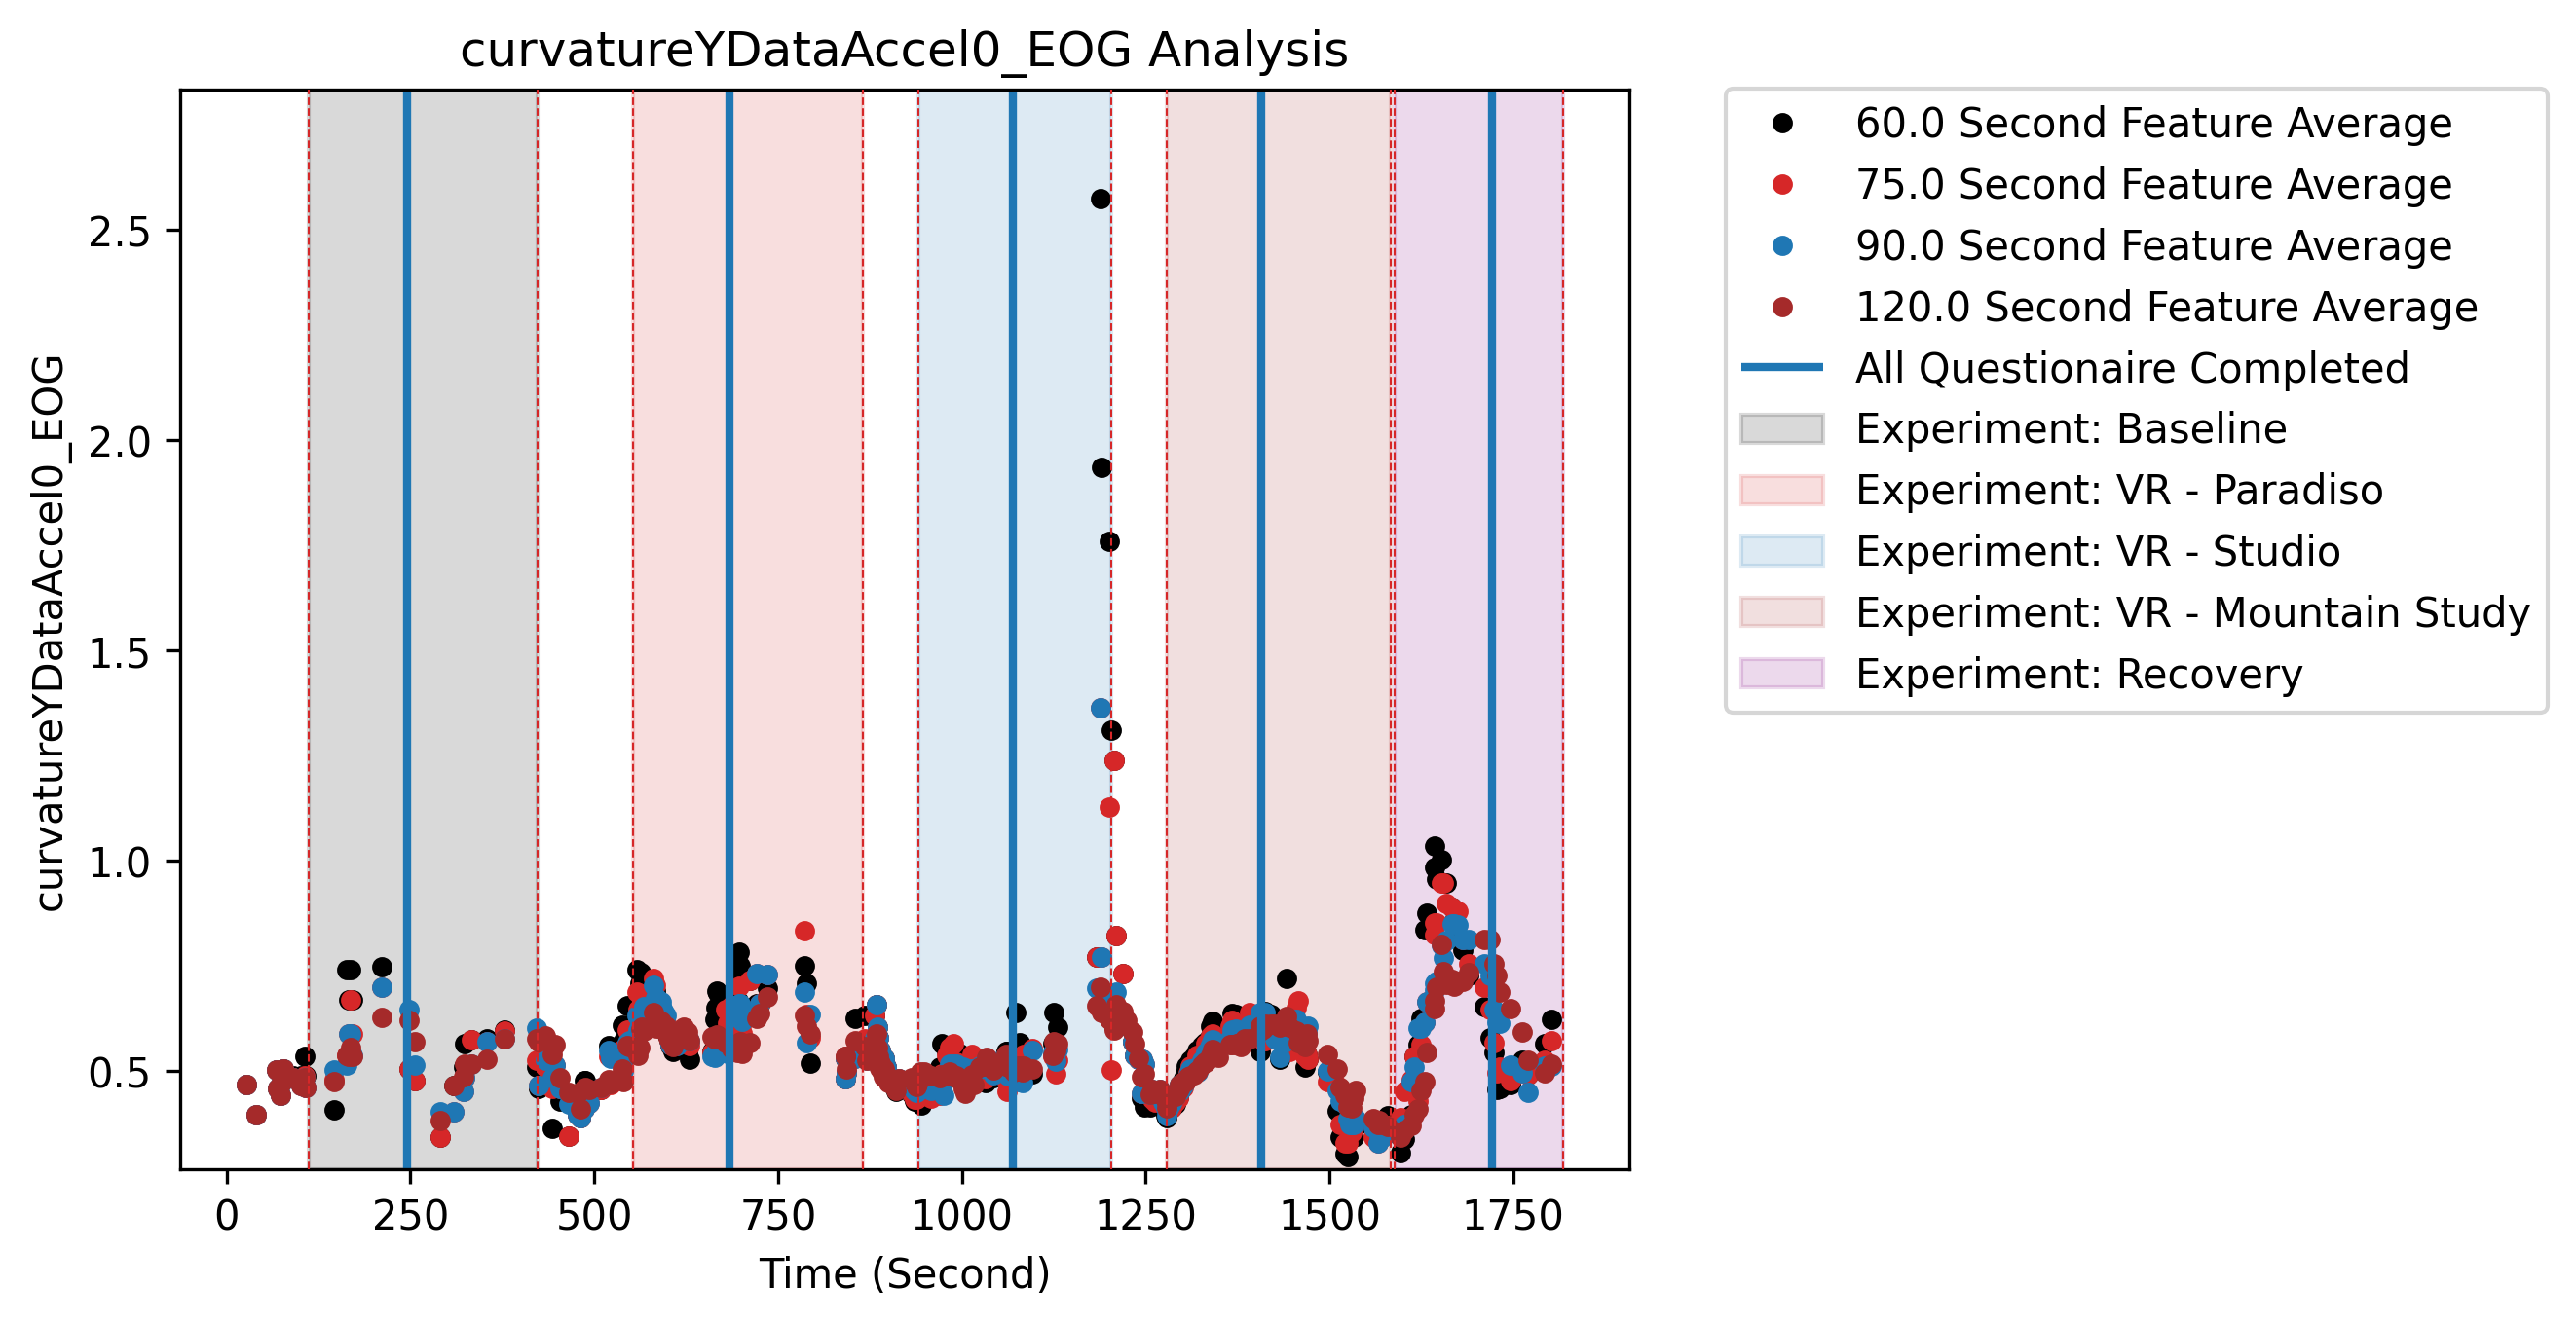 curvatureYDataAccel0_EOG Analysis
curvatureYDataAccel0_EOG
2.5
2.0
1.5
1.0
0.5
0 250 500 750 1000 1250 1500 1750
Time (Second)
60.0 Second Feature Average
75.0 Second Feature Average
90.0 Second Feature Average
120.0 Second Feature Average
All Questionaire Completed
Experiment: Baseline
Experiment: VR - Paradiso
Experiment: VR - Studio
Experiment: VR - Mountain Study
Experiment: Recovery